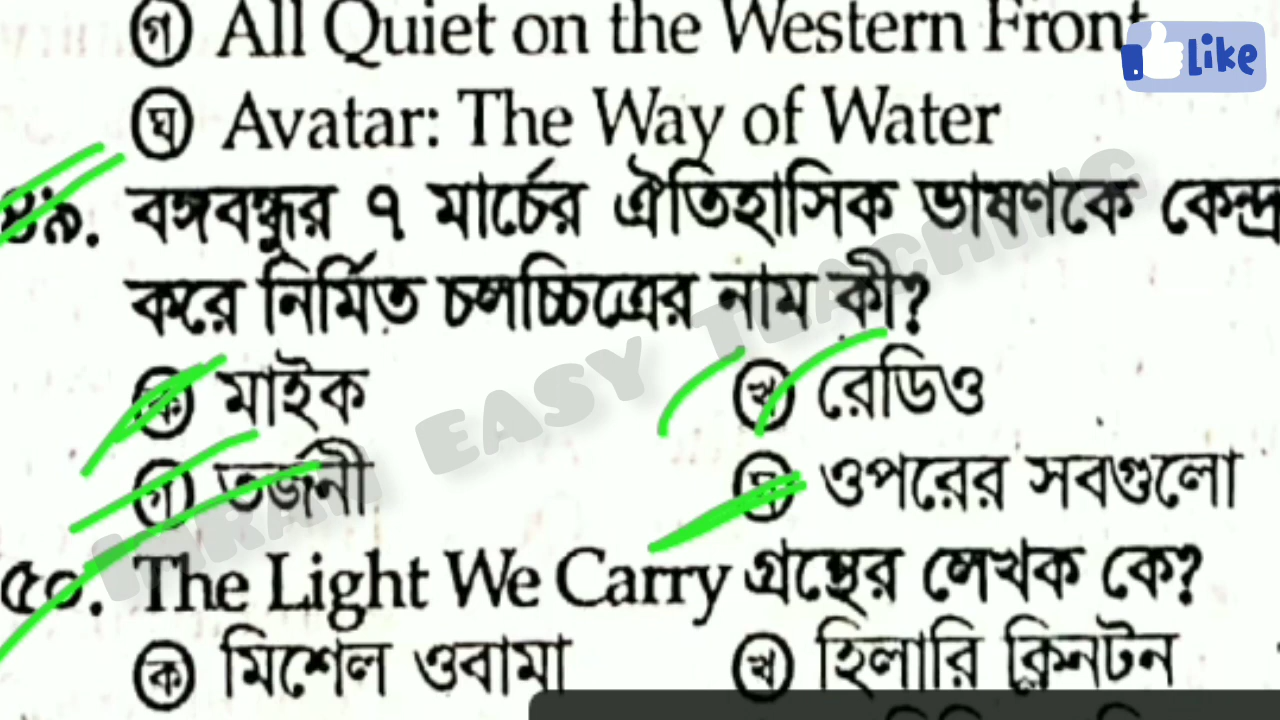 গ All Quiet on the Western Front
Like
ঘ Avatar: The Way of Water
৪৯. বঙ্গবন্ধুর ৭ মার্চের ঐতিহাসিক ভাষণকে কেন্দ্র
করে নির্মিত চলচ্চিত্রের নাম কী?
ক মাইক খ রেডিও
গ তর্জনী ঘ ওপরের সবগুলো
EASY TEACHING
৫০. The Light We Carry গ্রন্থের লেখক কে?
ক মিশেল ওবামা খ হিলারি ক্লিনটন